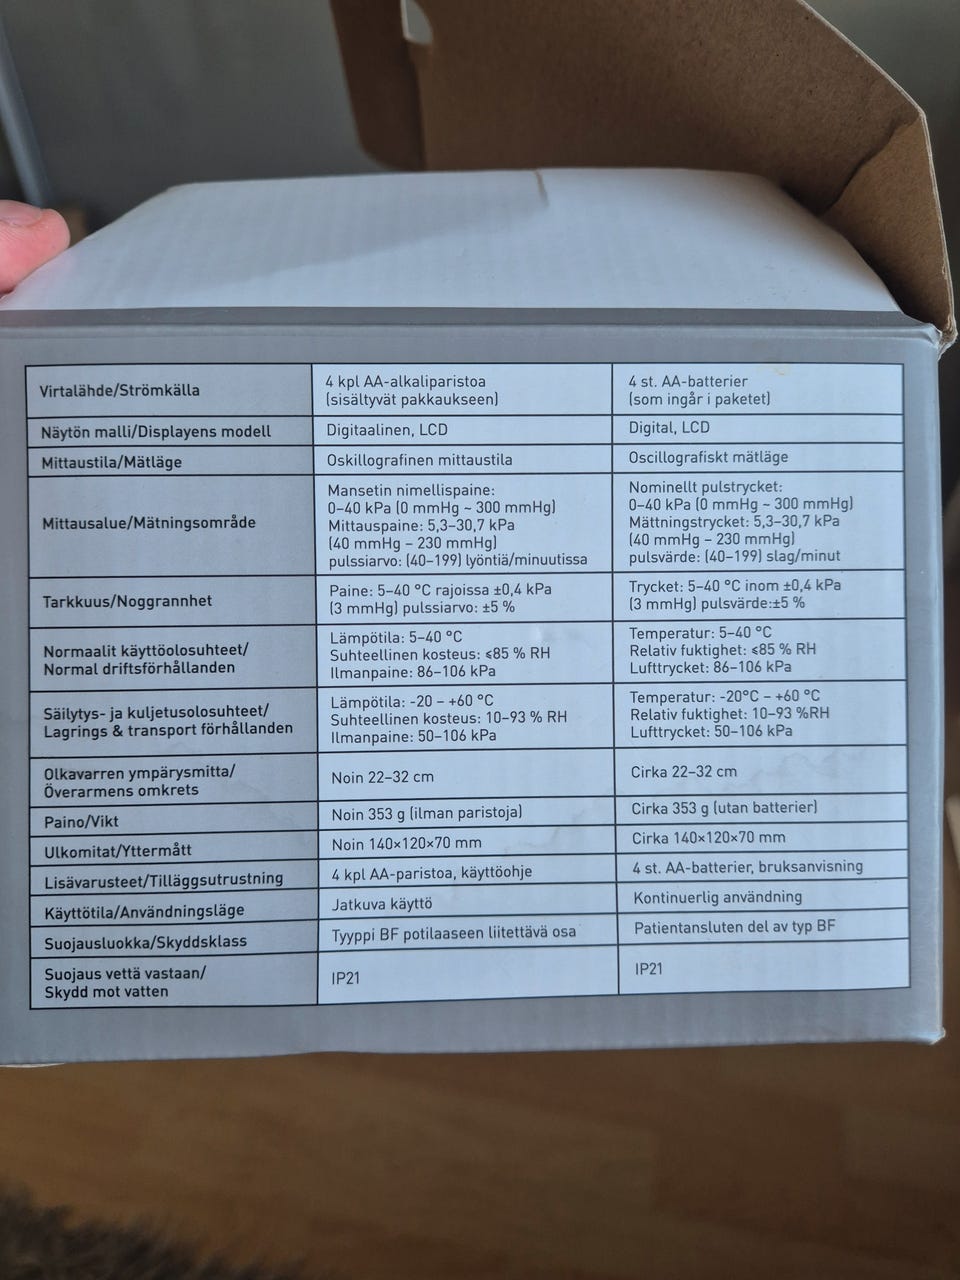 Virtalähde/Strömkälla
4 kpl AA-alkaliparistoa
(sisältyvät pakkaukseen)
4 st. AA-batterier
(som ingår i paketet)
Näytön malli/Displayens modell
Digitaalinen, LCD
Digital, LCD
Mittaustila/Mätläge
Oskillografinen mittaustila
Oscillografiskt mätläge
Mittausalue/Mätningsområde
Mansetin nimellispaine:
0–40 kPa (0 mmHg ~ 300 mmHg)
Mittauspaine: 5,3–30,7 kPa
(40 mmHg – 230 mmHg)
pulssiarvo: (40–199) lyöntiä/minuutissa
Nominellt pulstrycket:
0–40 kPa (0 mmHg ~ 300 mmHg)
Mättningstrycket: 5,3–30,7 kPa
(40 mmHg – 230 mmHg)
pulsvärde: (40–199) slag/minut
Tarkkuus/Noggrannhet
Paine: 5–40 °C rajoissa ±0,4 kPa
(3 mmHg) pulssiarvo: ±5 %
Trycket: 5–40 °C inom ±0,4 kPa
(3 mmHg) pulsvärde:±5 %
Normaalit käyttöolosuhteet/
Normal driftsförhållanden
Lämpötila: 5–40 °C
Suhteellinen kosteus: ≤85 % RH
Ilmanpaine: 86–106 kPa
Temperatur: 5–40 °C
Relativ fuktighet: ≤85 % RH
Lufttrycket: 86–106 kPa
Säilytys- ja kuljetusolosuhteet/
Lagrings & transport förhållanden
Lämpötila: -20 – +60 °C
Suhteellinen kosteus: 10–93 % RH
Ilmanpaine: 50–106 kPa
Temperatur: -20°C – +60 °C
Relativ fuktighet: 10–93 %RH
Lufttrycket: 50–106 kPa
Olkavarren ympärysmitta/
Överarmens omkrets
Noin 22–32 cm
Cirka 22–32 cm
Paino/Vikt
Noin 353 g (ilman paristoja)
Cirka 353 g (utan batterier)
Ulkomitat/Yttermått
Noin 140×120×70 mm
Cirka 140×120×70 mm
Lisävarusteet/Tilläggsutrustning
4 kpl AA-paristoa, käyttöohje
4 st. AA-batterier, bruksanvisning
Käyttötila/Användningsläge
Jatkuva käyttö
Kontinuerlig användning
Suojausluokka/Skyddsklass
Tyyppi BF potilaaseen liitettävä osa
Patientansluten del av typ BF
Suojaus vettä vastaan/
Skydd mot vatten
IP21
IP21